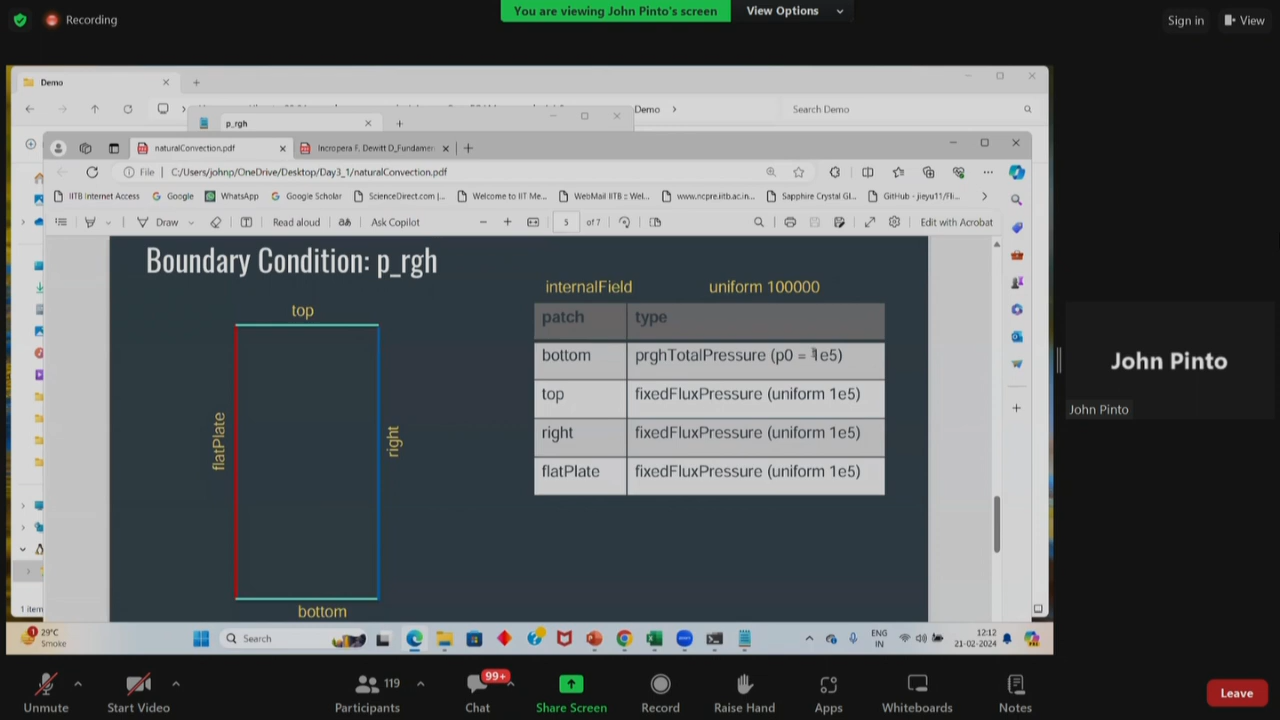 You are viewing John Pinto's screen
View Options
Recording
Sign in
View
Demo
Demo
Search Demo
p_rgh
naturalConvection.pdf
Incropera F, Dewitt D_Fundamen
File
C:/Users/johnp/OneDrive/Desktop/Day3_1/naturalConvection.pdf
IITB Internet Access
Google
WhatsApp
Google Scholar
ScienceDirect.com |...
Welcome to IIT Me...
WebMail IITB :: Wel...
www.ncpre.iitb.ac.in...
Sapphire Crystal Gl...
GitHub - jieyu11/Fli...
Draw
Read aloud
Ask Copilot
5
of 7
Edit with Acrobat
Boundary Condition: p_rgh
internalField
uniform 100000
patch
type
bottom
prghTotalPressure (p0 = 1e5)
top
fixedFluxPressure (uniform 1e5)
right
fixedFluxPressure (uniform 1e5)
flatPlate
fixedFluxPressure (uniform 1e5)
top
flatPlate
right
bottom
John Pinto
John Pinto
1 item
29°C
Smoke
Search
ENG
IN
12:12
21-02-2024
Unmute
Start Video
119
Participants
99+
Chat
Share Screen
Record
Raise Hand
Apps
Whiteboards
Notes
Leave